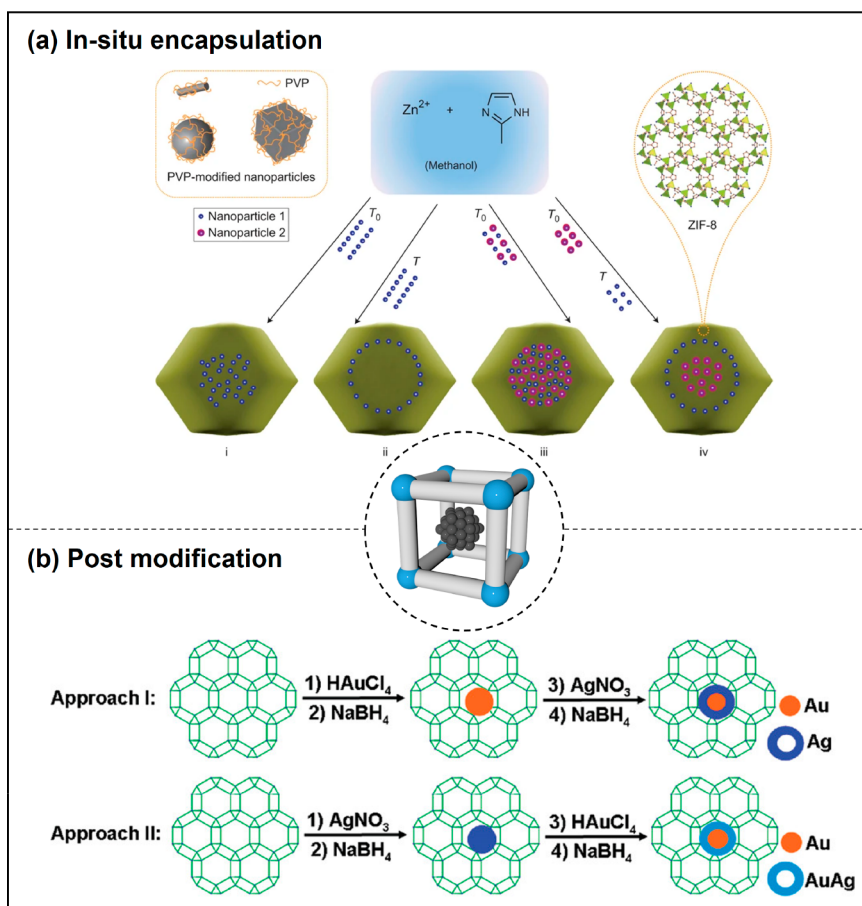 (a) In-situ encapsulation
PVP
PVP-modified nanoparticles
Zn²⁺ +
N
NH
(Methanol)
ZIF-8
Nanoparticle 1
Nanoparticle 2
T₀
T
T₀
T₀
T
i
ii
iii
iv
(b) Post modification
Approach I:
1) HAuCl₄
2) NaBH₄
3) AgNO₃
4) NaBH₄
Au
Ag
Approach II:
1) AgNO₃
2) NaBH₄
3) HAuCl₄
4) NaBH₄
Au
AuAg